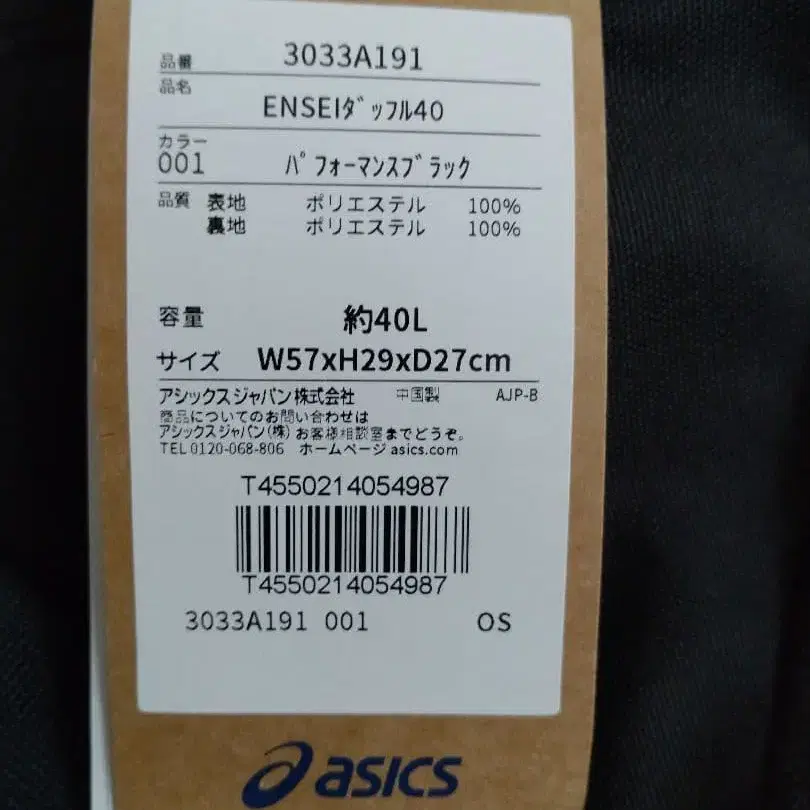 品番 3033A191
品名
ENSEIﾀﾞｯﾌﾙ40
カラー
001 ﾊﾟﾌｫｰﾏﾝｽﾌﾞﾗｯｸ
品質 表地 ポリエステル 100%
裏地 ポリエステル 100%
容量 約40L
サイズ W57xH29xD27cm
アシックスジャパン株式会社 中国製 AJP-B
商品についてのお問い合わせは
アシックスジャパン(株)お客様相談室までどうぞ。
TEL 0120-068-806 ホームページ asics.com
T4550214054987
T4550214054987
3033A191 001 OS
asics